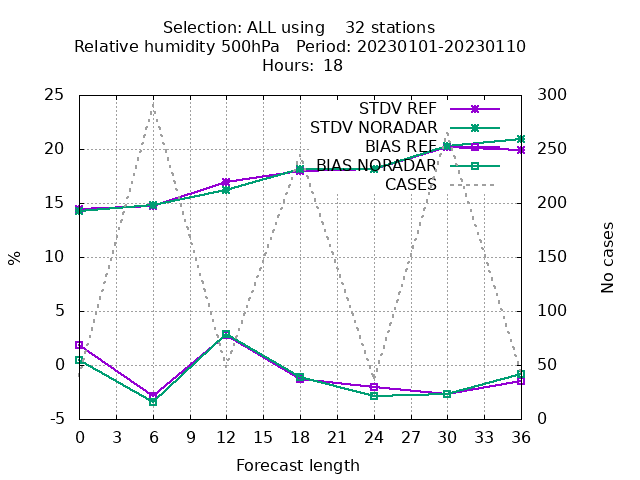 Selection: ALL using    32 stations
Relative humidity 500hPa   Period: 20230101-20230110
Hours: 18
25
20
15
10
5
0
-5
%
300
250
200
150
100
50
0
No cases
STDV REF
STDV NORADAR
BIAS REF
BIAS NORADAR
CASES
0 3 6 9 12 15 18 21 24 27 30 33 36
Forecast length